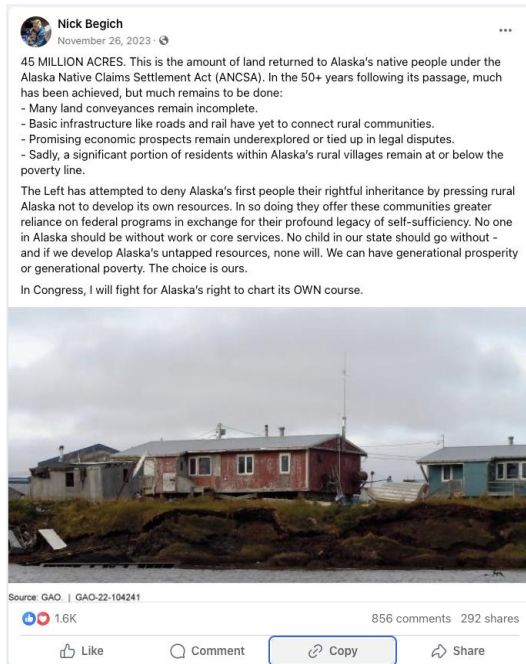 Nick Begich
November 26, 2023 ·
45 MILLION ACRES. This is the amount of land returned to Alaska's native people under the
Alaska Native Claims Settlement Act (ANCSA). In the 50+ years following its passage, much
has been achieved, but much remains to be done:
- Many land conveyances remain incomplete.
- Basic infrastructure like roads and rail have yet to connect rural communities.
- Promising economic prospects remain underexplored or tied up in legal disputes.
- Sadly, a significant portion of residents within Alaska's rural villages remain at or below the
poverty line.
The Left has attempted to deny Alaska's first people their rightful inheritance by pressing rural
Alaska not to develop its own resources. In so doing they offer these communities greater
reliance on federal programs in exchange for their profound legacy of self-sufficiency. No one
in Alaska should be without work or core services. No child in our state should go without -
and if we develop Alaska's untapped resources, none will. We can have generational prosperity
or generational poverty. The choice is ours.
In Congress, I will fight for Alaska's right to chart its OWN course.
Source: GAO. | GAO-22-104241
1.6K 856 comments 292 shares
Like Comment Copy Share